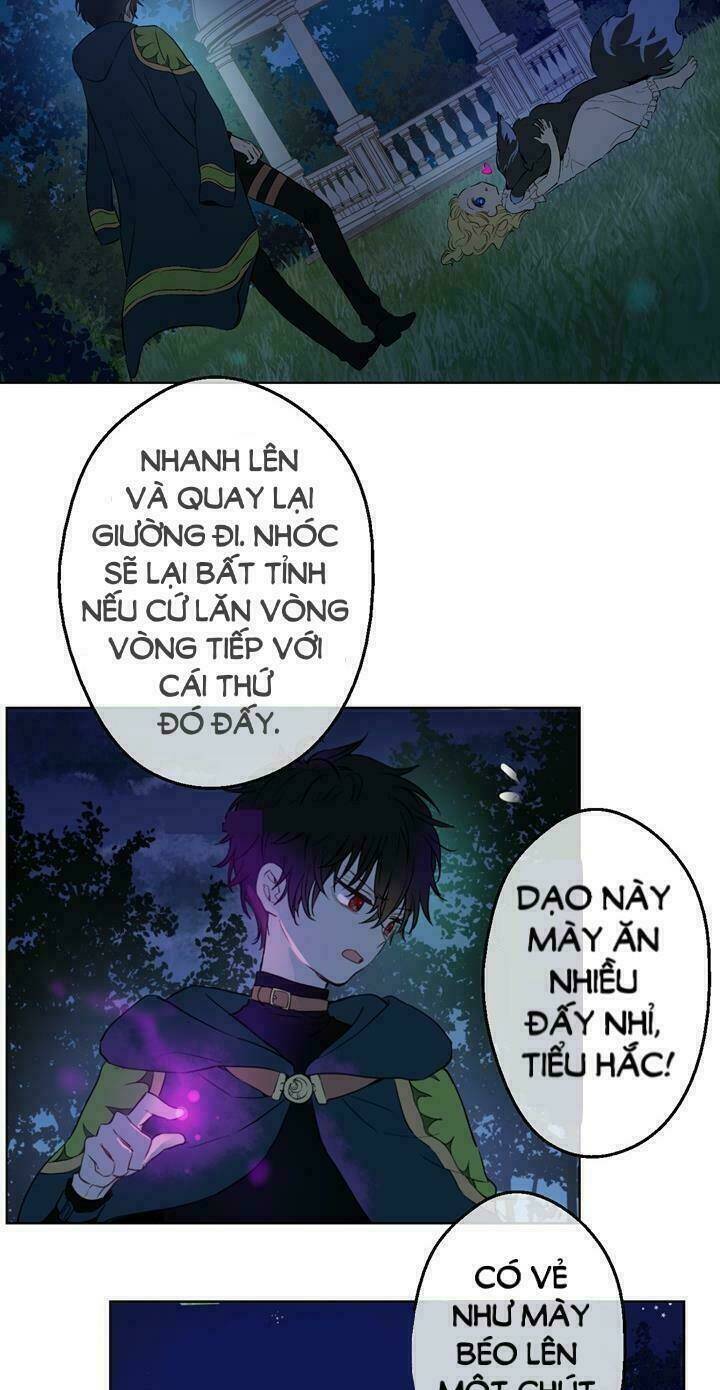 NHANH LÊN
VÀ QUAY LẠI
GIƯỜNG ĐI. NHÓC
SẼ LẠI BẤT TỈNH
NẾU CỨ LĂN VÒNG
VÒNG TIẾP VỚI
CÁI THỨ
ĐÓ ĐẤY.
DẠO NÀY
MÀY ĂN
NHIỀU
ĐẤY NHỈ,
TIỂU HẮC!
CÓ VẺ
NHƯ MÀY
BÉO LÊN
MỘT CHÚT